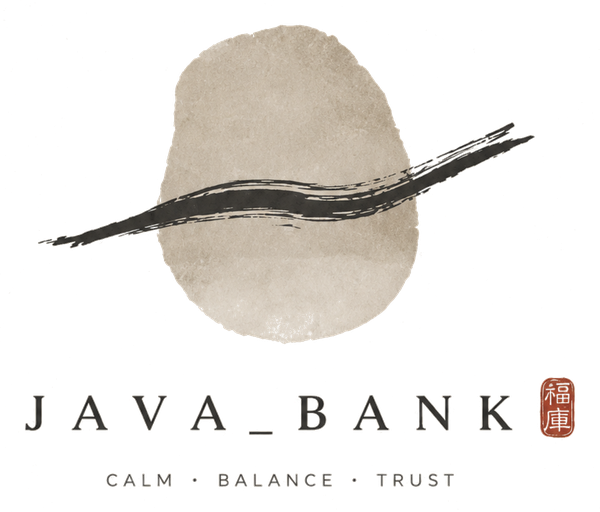 JAVA_BANK
福庫
CALM · BALANCE · TRUST